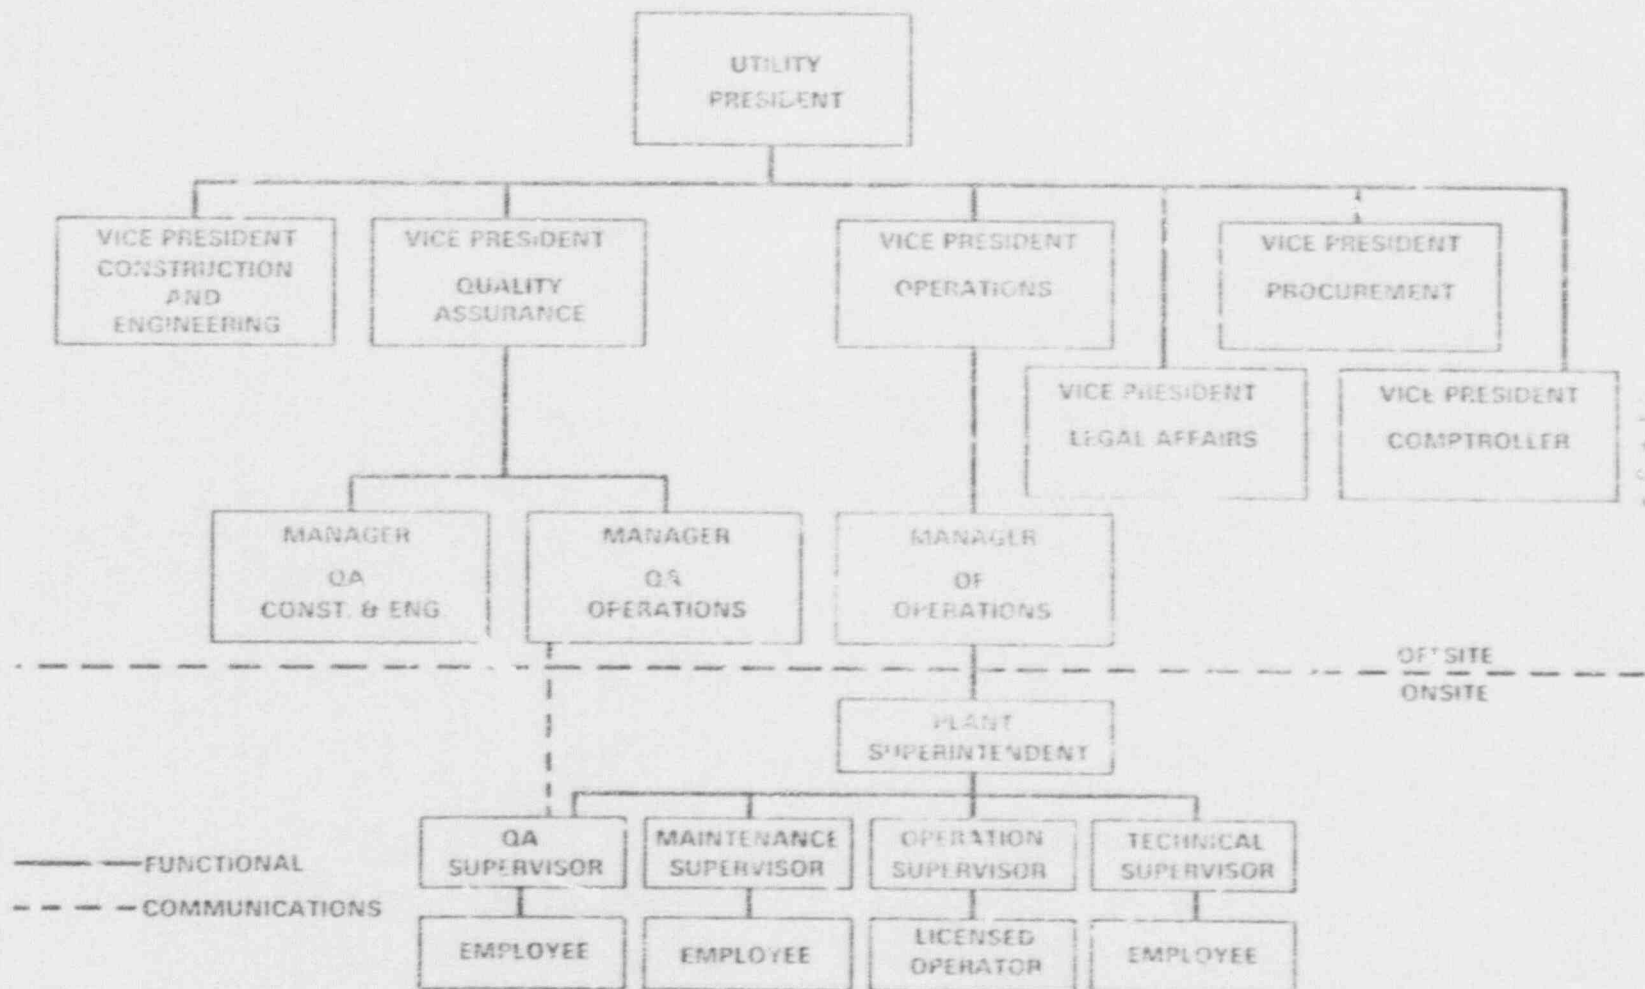 UTILITY
PRESIDENT
VICE PRESIDENT
CONSTRUCTION
AND
ENGINEERING
VICE PRESIDENT
QUALITY
ASSURANCE
VICE PRESIDENT
OPERATIONS
VICE PRESIDENT
PROCUREMENT
VICE PRESIDENT
LEGAL AFFAIRS
VICE PRESIDENT
COMPTROLLER
MANAGER
QA
CONST. & ENG.
MANAGER
QA
OPERATIONS
MANAGER
OF
OPERATIONS
OFFSITE
ONSITE
PLANT
SUPERINTENDENT
QA
SUPERVISOR
MAINTENANCE
SUPERVISOR
OPERATION
SUPERVISOR
TECHNICAL
SUPERVISOR
FUNCTIONAL
COMMUNICATIONS
EMPLOYEE
EMPLOYEE
LICENSED
OPERATOR
EMPLOYEE